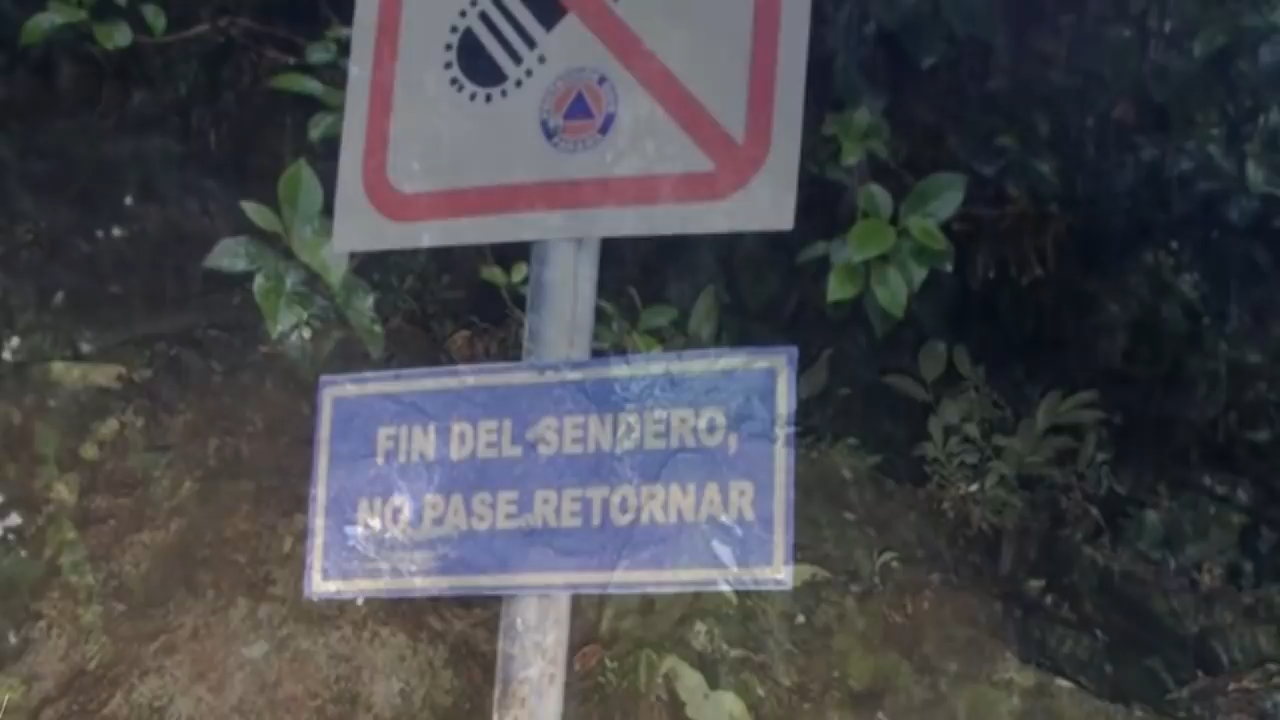 FIN DEL SENDERO,
NO PASE RETORNAR